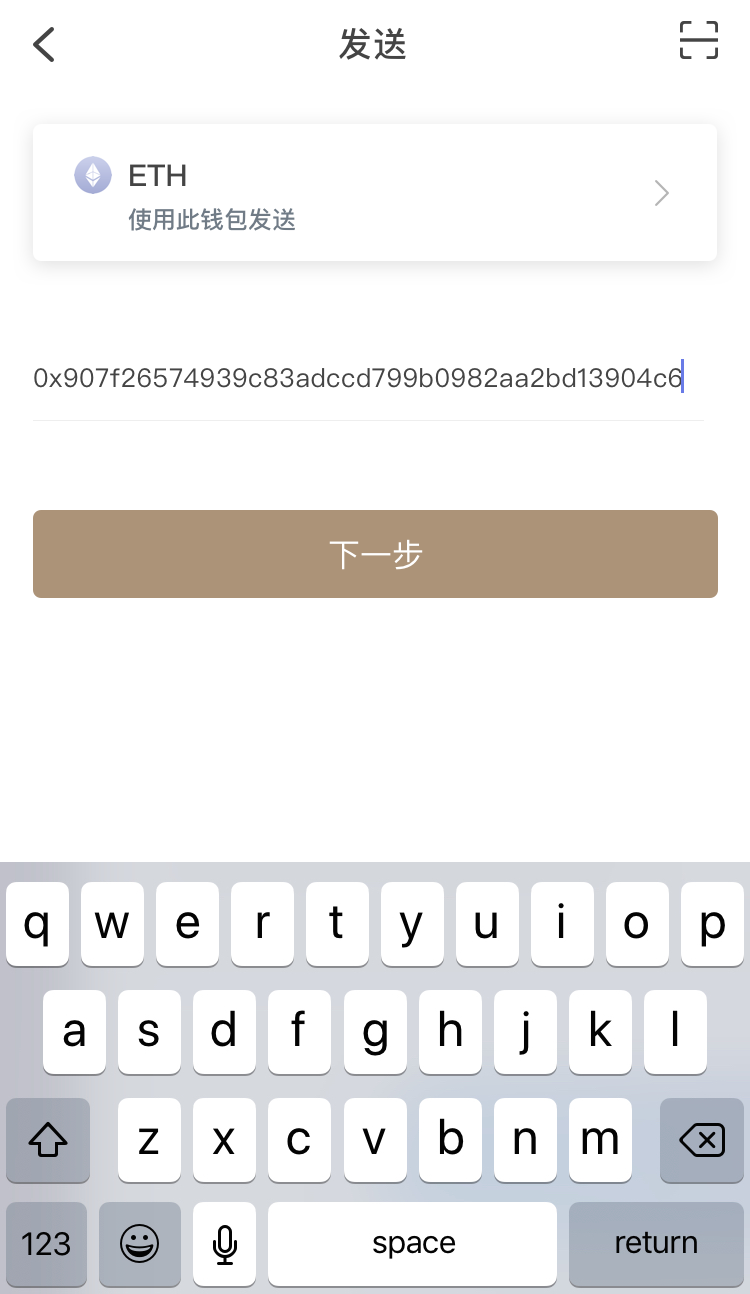 发送
ETH
使用此钱包发送
0x907f26574939c83adccd799b0982aa2bd13904c6
下一步
q w e r t y u i o p
a s d f g h j k l
z x c v b n m
123 space return